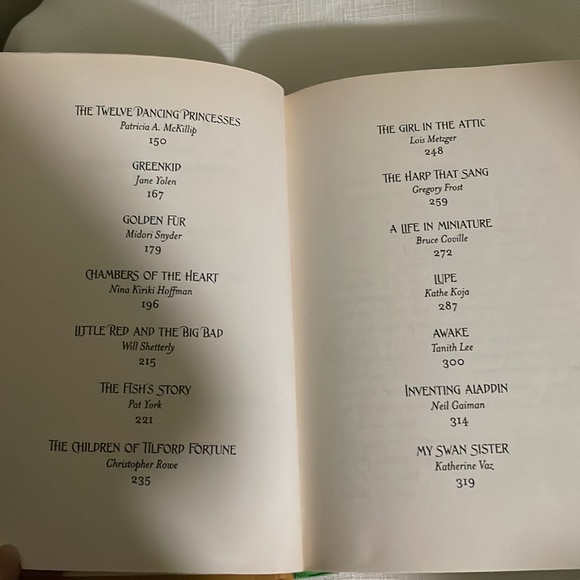 THE TWELVE DANCING PRINCESSES
Patricia A. McKillip
150
GREENKID
Jane Yolen
167
GOLDEN FUR
Midori Snyder
179
CHAMBERS OF THE HEART
Nina Kiriki Hoffman
196
LITTLE RED AND THE BIG BAD
Will Shetterly
215
THE FISH'S STORY
Pat York
221
THE CHILDREN OF TILFORD FORTUNE
Christopher Rowe
235
THE GIRL IN THE ATTIC
Lois Metzger
248
THE HARP THAT SANG
Gregory Frost
259
A LIFE IN MINIATURE
Bruce Coville
272
LUPE
Kathe Koja
287
AWAKE
Tanith Lee
300
INVENTING ALADDIN
Neil Gaiman
314
MY SWAN SISTER
Katherine Vaz
319